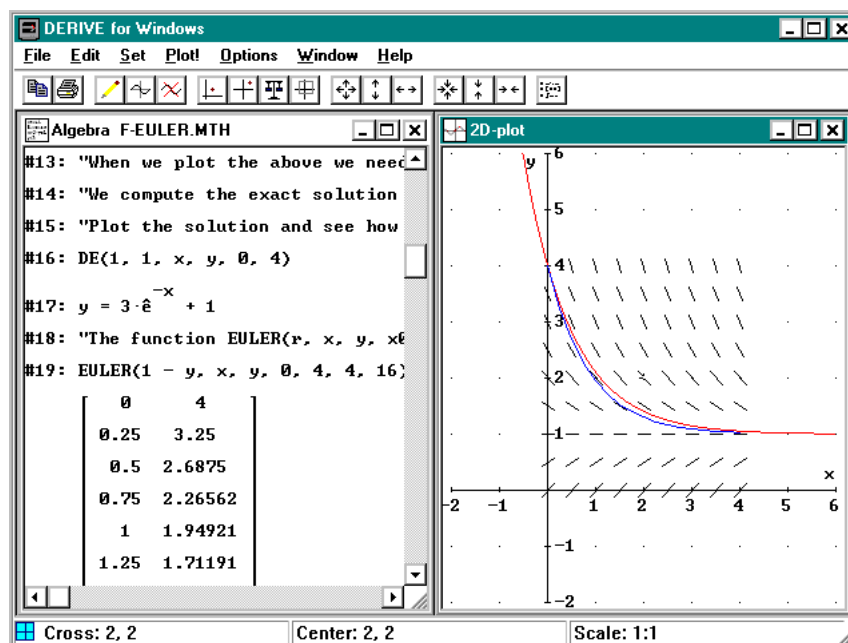 DERIVE for Windows
File Edit Set Plot! Options Window Help
Algebra F-EULER.MTH
#13: "When we plot the above we need
#14: "We compute the exact solution
#15: "Plot the solution and see how
#16: DE(1, 1, x, y, 0, 4)
#17: y = 3·ê^-x + 1
#18: "The function EULER(r, x, y, x0
#19: EULER(1 - y, x, y, 0, 4, 4, 16)
0 4
0.25 3.25
0.5 2.6875
0.75 2.26562
1 1.94921
1.25 1.71191
2D-plot
y 6
5
4
3
2
1
x
-2 -1 1 2 3 4 5 6
-1
-2
Cross: 2, 2 Center: 2, 2 Scale: 1:1